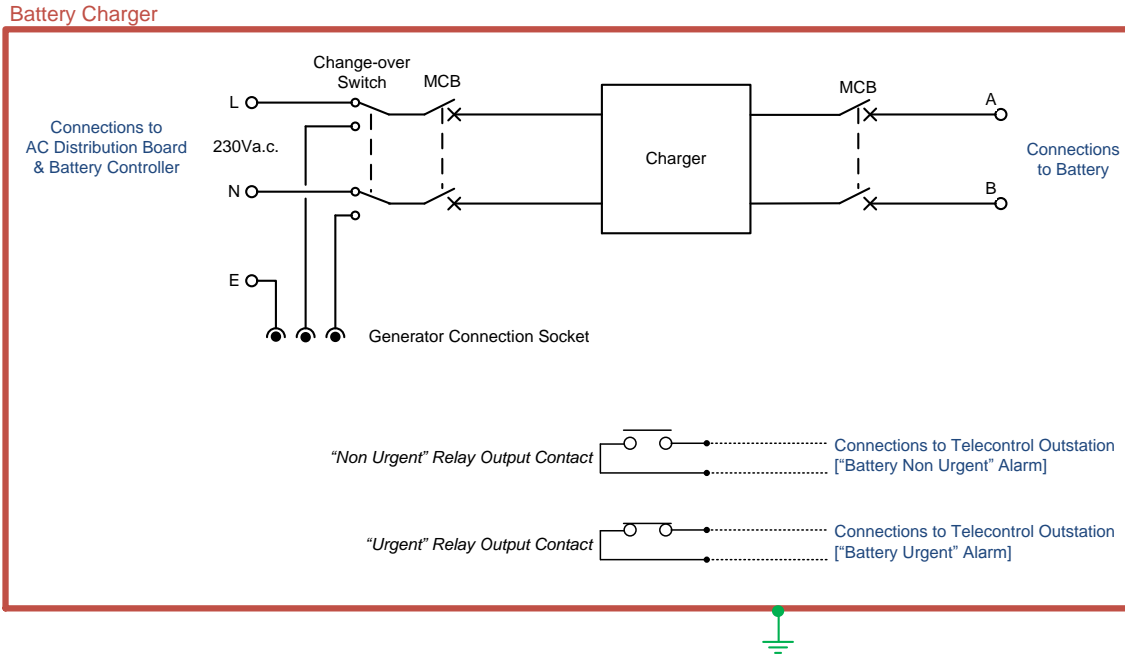 Battery Charger
Change-over
Switch
MCB
MCB
L
A
Connections to
AC Distribution Board
& Battery Controller
230Va.c.
Charger
Connections
to Battery
N
B
E
Generator Connection Socket
“Non Urgent” Relay Output Contact
Connections to Telecontrol Outstation
[“Battery Non Urgent” Alarm]
“Urgent” Relay Output Contact
Connections to Telecontrol Outstation
[“Battery Urgent” Alarm]